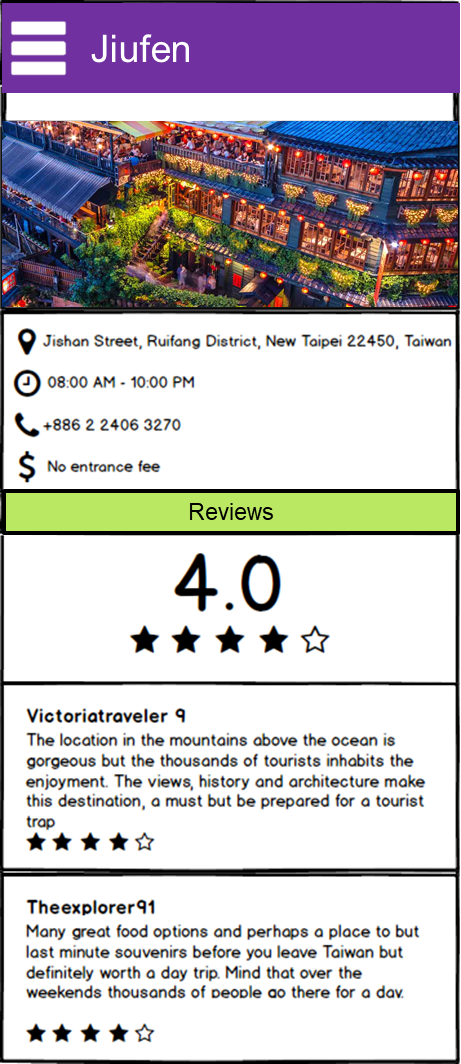 Jiufen
Jishan Street, Ruifang District, New Taipei 22450, Taiwan
08:00 AM - 10:00 PM
+886 2 2406 3270
No entrance fee
Reviews
4.0
Victoriatraveler 9
The location in the mountains above the ocean is
gorgeous but the thousands of tourists inhabits the
enjoyment. The views, history and architecture make
this destination, a must but be prepared for a tourist
trap
Theexplorer91
Many great food options and perhaps a place to but
last minute souvenirs before you leave Taiwan but
definitely worth a day trip. Mind that over the
weekends thousands of people go there for a day.